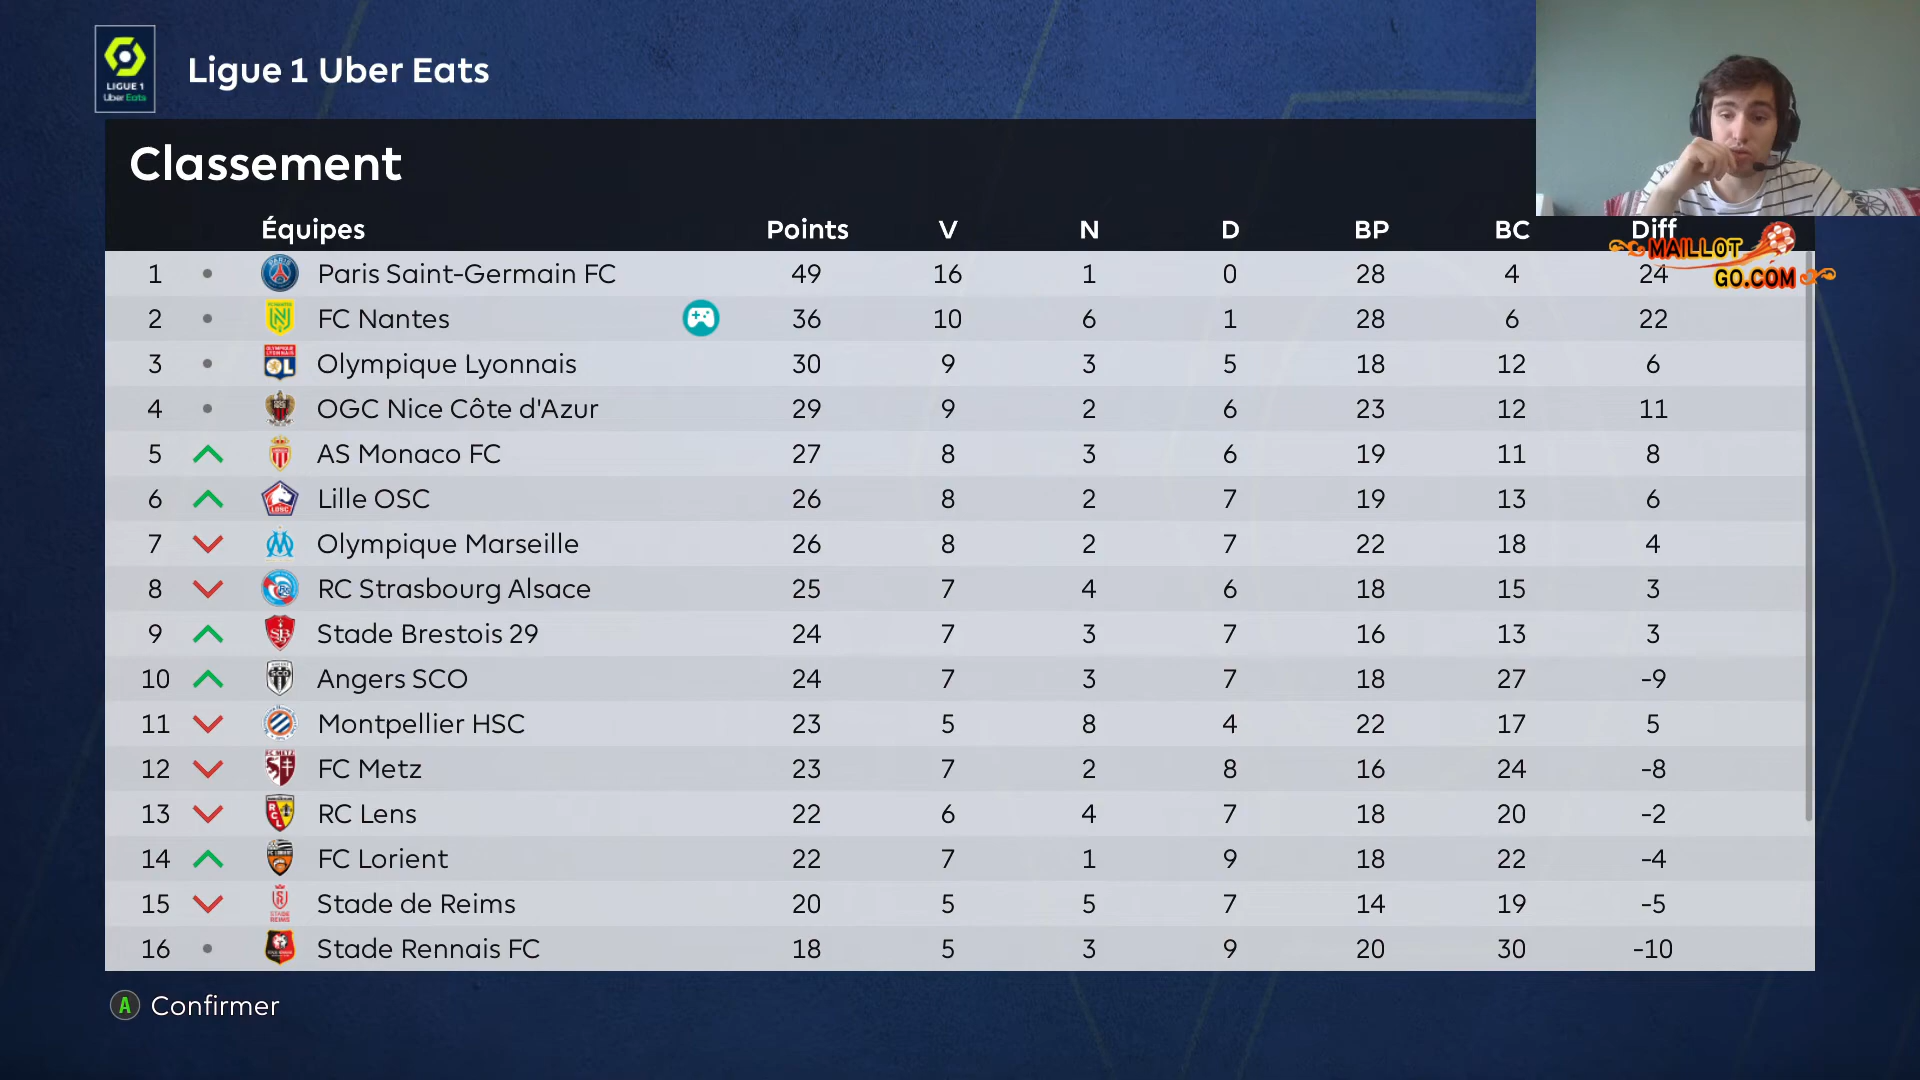 LIGUE 1
Uber Eats
Ligue 1 Uber Eats
Classement
Équipes Points V N D BP BC Diff
MAILLOT
GO.COM
1 Paris Saint-Germain FC 49 16 1 0 28 4 24
2 FC Nantes 36 10 6 1 28 6 22
3 Olympique Lyonnais 30 9 3 5 18 12 6
4 OGC Nice Côte d'Azur 29 9 2 6 23 12 11
5 AS Monaco FC 27 8 3 6 19 11 8
6 Lille OSC 26 8 2 7 19 13 6
7 Olympique Marseille 26 8 2 7 22 18 4
8 RC Strasbourg Alsace 25 7 4 6 18 15 3
9 Stade Brestois 29 24 7 3 7 16 13 3
10 Angers SCO 24 7 3 7 18 27 -9
11 Montpellier HSC 23 5 8 4 22 17 5
12 FC Metz 23 7 2 8 16 24 -8
13 RC Lens 22 6 4 7 18 20 -2
14 FC Lorient 22 7 1 9 18 22 -4
15 Stade de Reims 20 5 5 7 14 19 -5
16 Stade Rennais FC 18 5 3 9 20 30 -10
A Confirmer